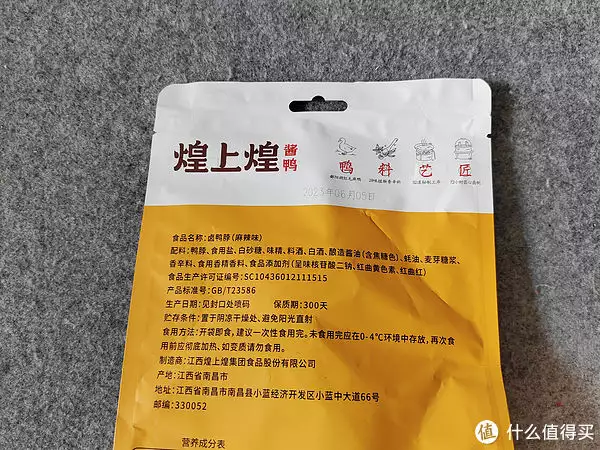 煌上煌 酱鸭
鸭 料 艺 匠
2023年06月05日
食品名称:卤鸭脖(麻辣味)
配料:鸭脖、食用盐、白砂糖、味精、料酒、白酒、酿造酱油(含焦糖色)、蚝油、麦芽糖浆、
香辛料、食用香精香料、食品添加剂(呈味核苷酸二钠、红曲黄色素、红曲红)
食品生产许可证编号:SC10436012111515
产品标准号:GB/T23586
生产日期:见封口处喷码 保质期:300天
贮存条件:置于阴凉干燥处、避免阳光直射
食用方法:开袋即食,建议一次性食用完。未食用完应在0-4℃环境中存放,再次食
用前应彻底加热、如变质请勿食用。
制造商:江西煌上煌集团食品股份有限公司
产地:江西省南昌市
地址:江西省南昌市南昌县小蓝经济开发区小蓝中大道66号
邮编:330052
营养成分表
值 什么值得买